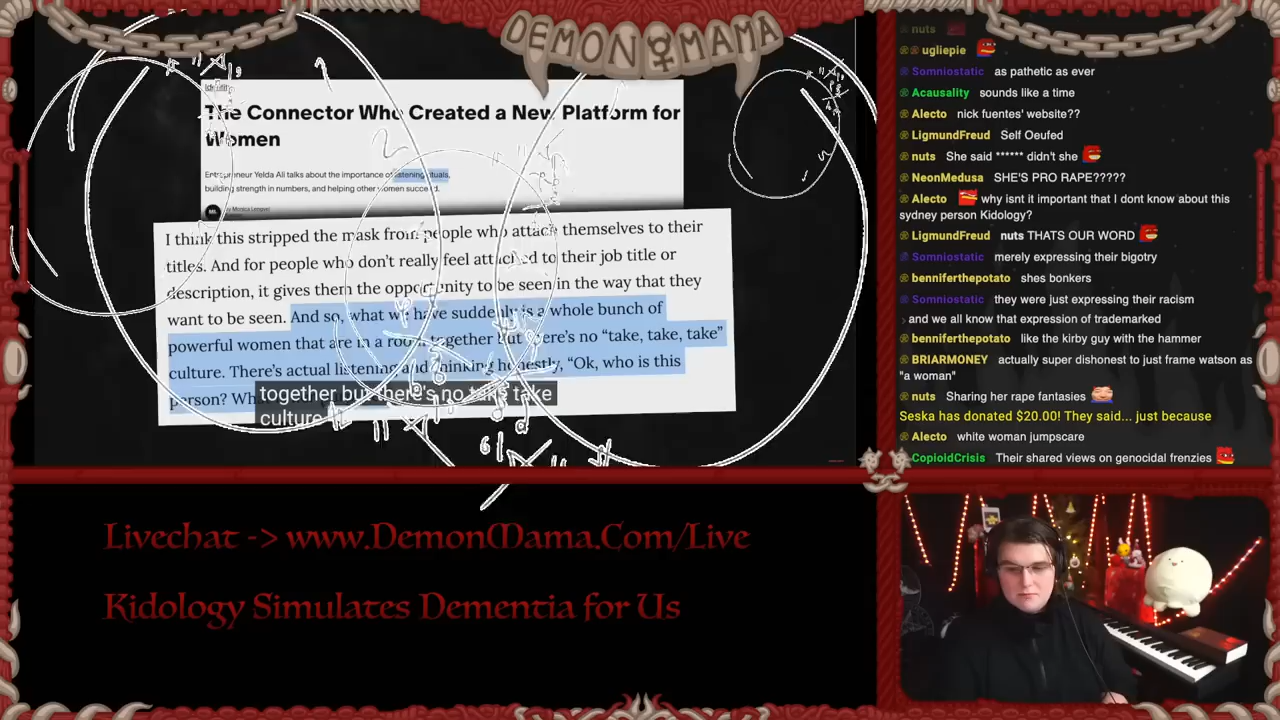 DEMON MAMA
Identity
The Connector Who Created a New Platform for
Women
Entrepreneur Yelda Ali talks about the importance of listening rituals,
building strength in numbers, and helping other women succeed.
by Monica Lengyel
I think this stripped the mask from people who attach themselves to their
titles. And for people who don't really feel attached to their job title or
description, it gives them the opportunity to be seen in the way that they
want to be seen. And so, what we have suddenly is a whole bunch of
powerful women that are in a room together but there's no “take, take, take”
culture. There's actual listening and thinking honestly, “Ok, who is this
person?
together but there's no take take
culture
nuts
ugliepie
Somniostatic as pathetic as ever
Acausality sounds like a time
Alecto nick fuentes' website??
LigmundFreud Self Oeufed
nuts She said ****** didn't she
NeonMedusa SHE'S PRO RAPE?????
Alecto why isnt it important that I dont know about this
sydney person Kidology?
LigmundFreud nuts THATS OUR WORD
Somniostatic merely expressing their bigotry
benniferthepotato shes bonkers
Somniostatic they were just expressing their racism
and we all know that expression of trademarked
benniferthepotato like the kirby guy with the hammer
BRIARMONEY actually super dishonest to just frame watson as
"a woman"
nuts Sharing her rape fantasies
Seska has donated $20.00! They said... just because
Alecto white woman jumpscare
CopioidCrisis Their shared views on genocidal frenzies
Livechat -> www.DemonMama.Com/Live
Kidology Simulates Dementia for Us